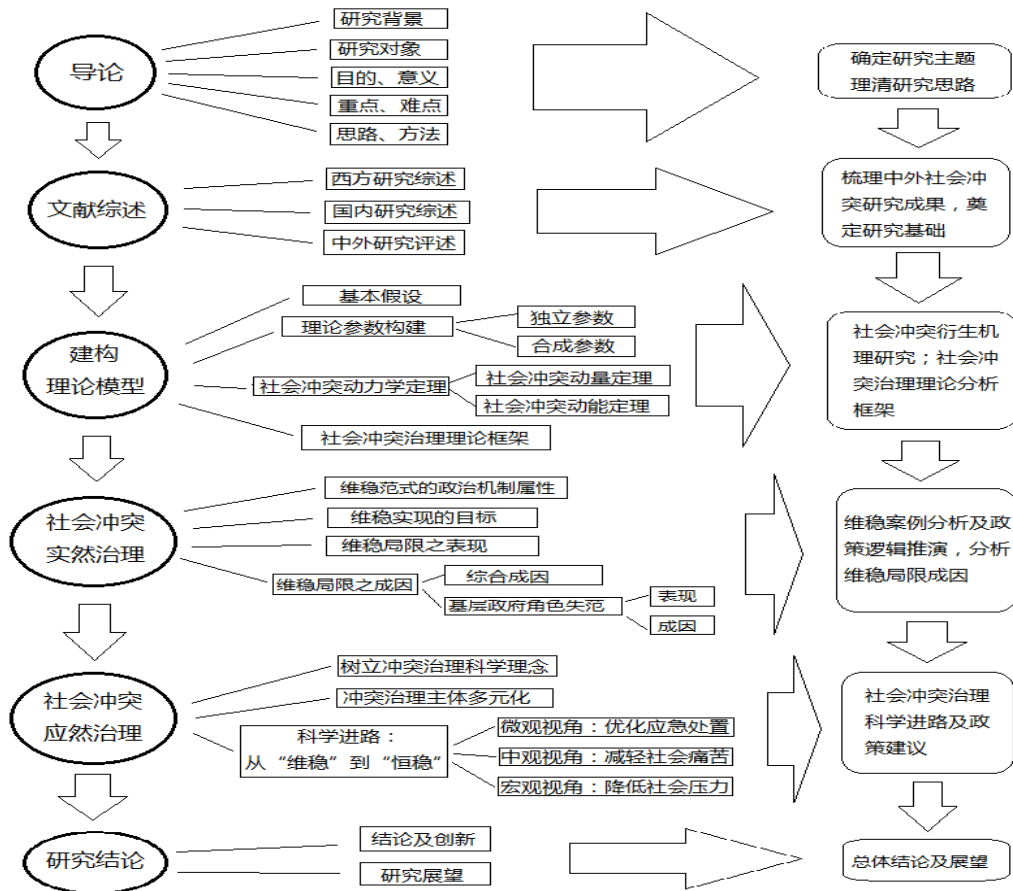 导论
研究背景
研究对象
目的、意义
重点、难点
思路、方法
确定研究主题
理清研究思路
文献综述
西方研究综述
国内研究综述
中外研究评述
梳理中外社会冲
突研究成果，奠
定研究基础
建构
理论模型
基本假设
理论参数构建
独立参数
合成参数
社会冲突动力学定理
社会冲突动量定理
社会冲突动能定理
社会冲突治理理论框架
社会冲突衍生机
理研究；社会冲
突治理理论分析
框架
社会冲突
实然治理
维稳范式的政治机制属性
维稳实现的目标
维稳局限之表现
维稳局限之成因
综合成因
基层政府角色失范
表现
成因
维稳案例分析及政
策逻辑推演，分析
维稳局限成因
社会冲突
应然治理
树立冲突治理科学理念
冲突治理主体多元化
科学进路：
从“维稳”到“恒稳”
微观视角：优化应急处置
中观视角：减轻社会痛苦
宏观视角：降低社会压力
社会冲突治理
科学进路及政
策建议
研究结论
结论及创新
研究展望
总体结论及展望